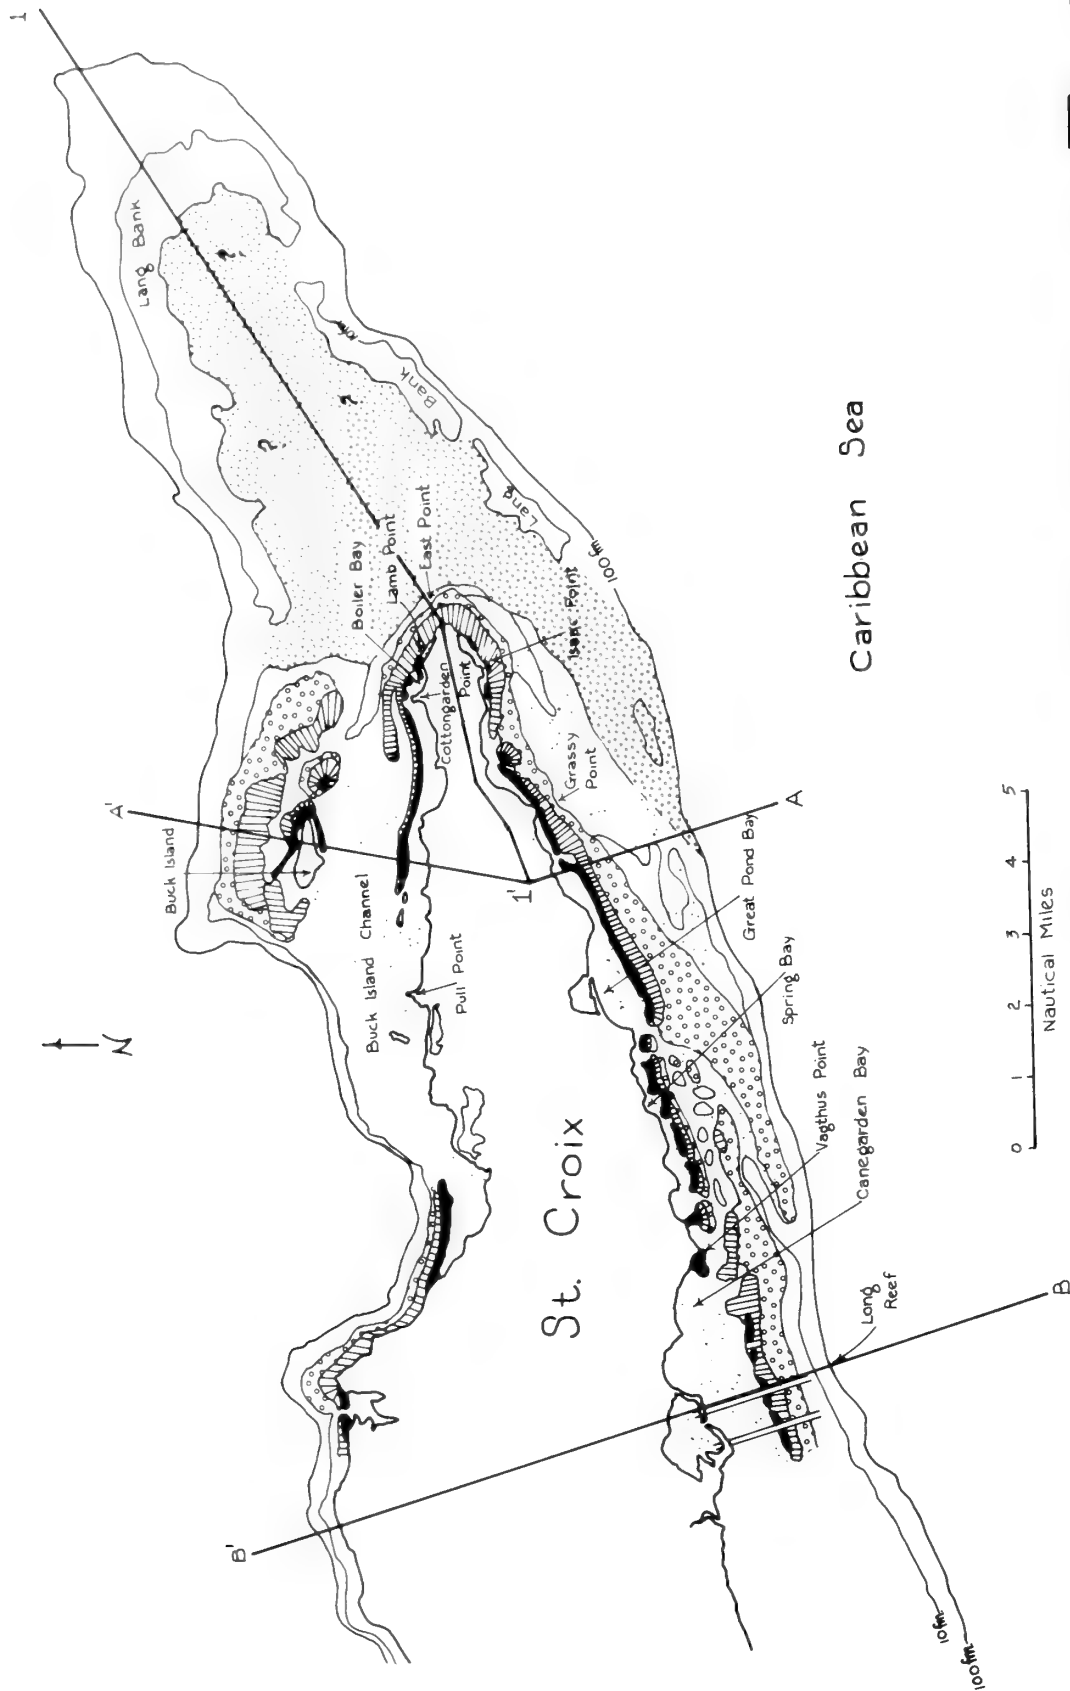 1
Lang Bank
?
?
?
10fm
Bank
Lang
100fm
East Point
Lamb Point
Boiler Bay
Isaac Point
Cottongarden
Point
Grassy
Point
A'
A
Buck Island
1'
Buck Island Channel
Pull Point
Great Pond Bay
Spring Bay
N
Vagthus Point
Canegarden Bay
St. Croix
Caribbean Sea
Long
Reef
B'
B
10fm
100fm
0 1 2 3 4 5
Nautical Miles